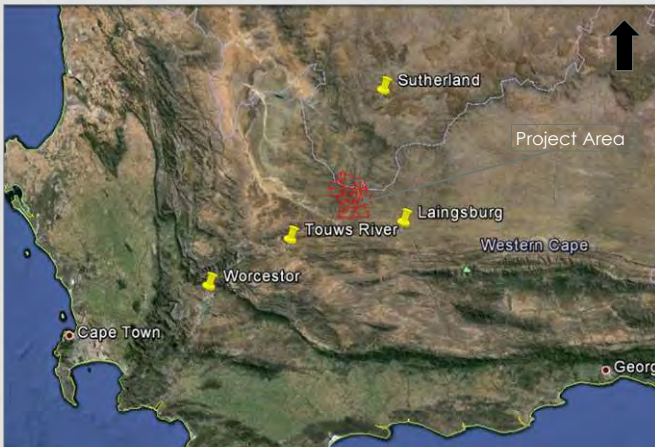 Sutherland
Project Area
Laingsburg
Touws River
Western Cape
Worcestor
Cape Town
Georg